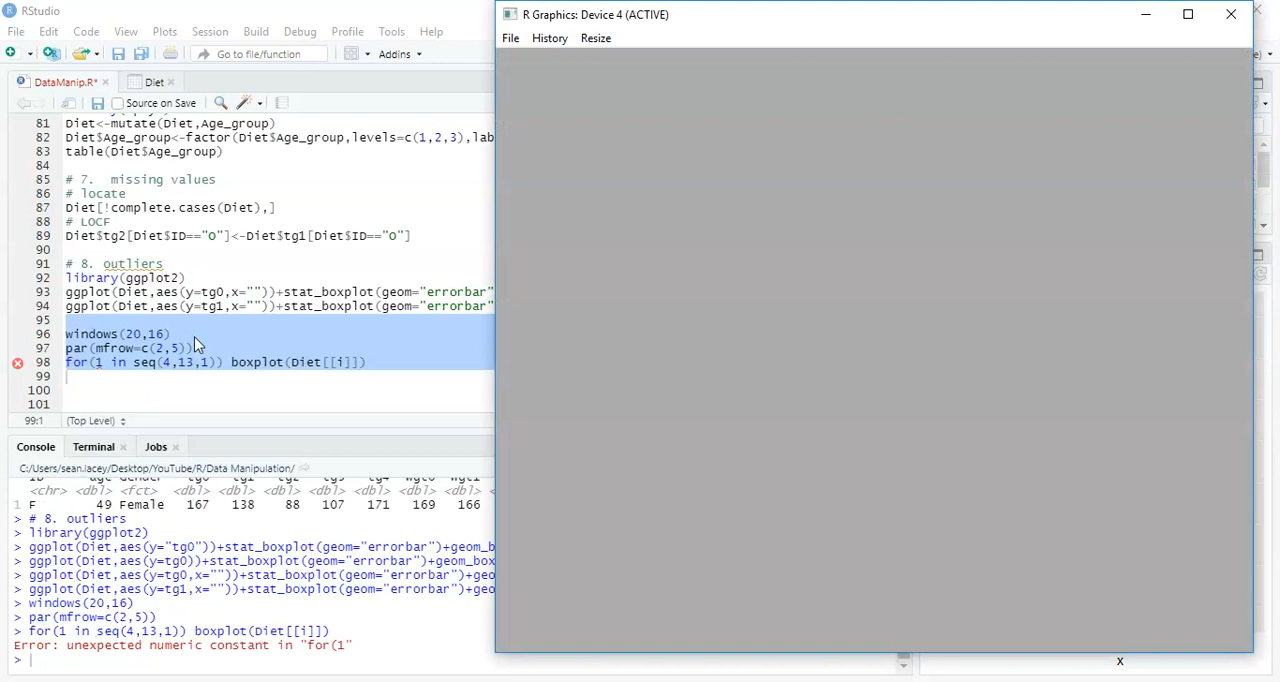 RStudio
File Edit Code View Plots Session Build Debug Profile Tools Help
Go to file/function Addins
DataManip.R* Diet
Source on Save
81 Diet<-mutate(Diet,Age_group)
82 Diet$Age_group<-factor(Diet$Age_group,levels=c(1,2,3),lab
83 table(Diet$Age_group)
84
85 # 7. missing values
86 # locate
87 Diet[!complete.cases(Diet),]
88 # LOCF
89 Diet$tg2[Diet$ID=="O"]<-Diet$tg1[Diet$ID=="O"]
90
91 # 8. outliers
92 library(ggplot2)
93 ggplot(Diet,aes(y=tg0,x=""))+stat_boxplot(geom="errorbar"
94 ggplot(Diet,aes(y=tg1,x=""))+stat_boxplot(geom="errorbar"
95
96 windows(20,16)
97 par(mfrow=c(2,5))
98 for(1 in seq(4,13,1)) boxplot(Diet[[i]])
99
100
101
99:1 (Top Level)
Console Terminal Jobs
C:/Users/sean.lacey/Desktop/YouTube/R/Data Manipulation/
<chr> <dbl> <fct> <dbl> <dbl> <dbl> <dbl> <dbl> <dbl> <dbl>
1 F 49 Female 167 138 88 107 171 169 166
> # 8. outliers
> library(ggplot2)
> ggplot(Diet,aes(y="tg0"))+stat_boxplot(geom="errorbar")+geom_b
> ggplot(Diet,aes(y=tg0))+stat_boxplot(geom="errorbar")+geom_box
> ggplot(Diet,aes(y=tg0,x=""))+stat_boxplot(geom="errorbar")+geo
> ggplot(Diet,aes(y=tg1,x=""))+stat_boxplot(geom="errorbar")+geo
> windows(20,16)
> par(mfrow=c(2,5))
> for(1 in seq(4,13,1)) boxplot(Diet[[i]])
Error: unexpected numeric constant in "for(1"
>
R Graphics: Device 4 (ACTIVE)
File History Resize
x